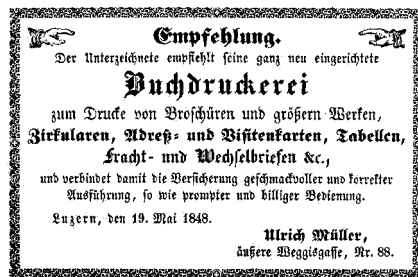 Empfehlung.
Der Unterzeichnete empfiehlt seine ganz neu eingerichtete
Buchdruckerei
zum Drucke von Broschüren und größern Werken,
Zirkularen, Adreß- und Visitenkarten, Tabellen,
Fracht- und Wechselbriefen &c.,
und verbindet damit die Versicherung geschmackvoller und korrekter
Ausführung, so wie prompter und billiger Bedienung.
Luzern, den 19. Mai 1848.
Ulrich Müller,
äußere Weggisgasse, Nr. 88.